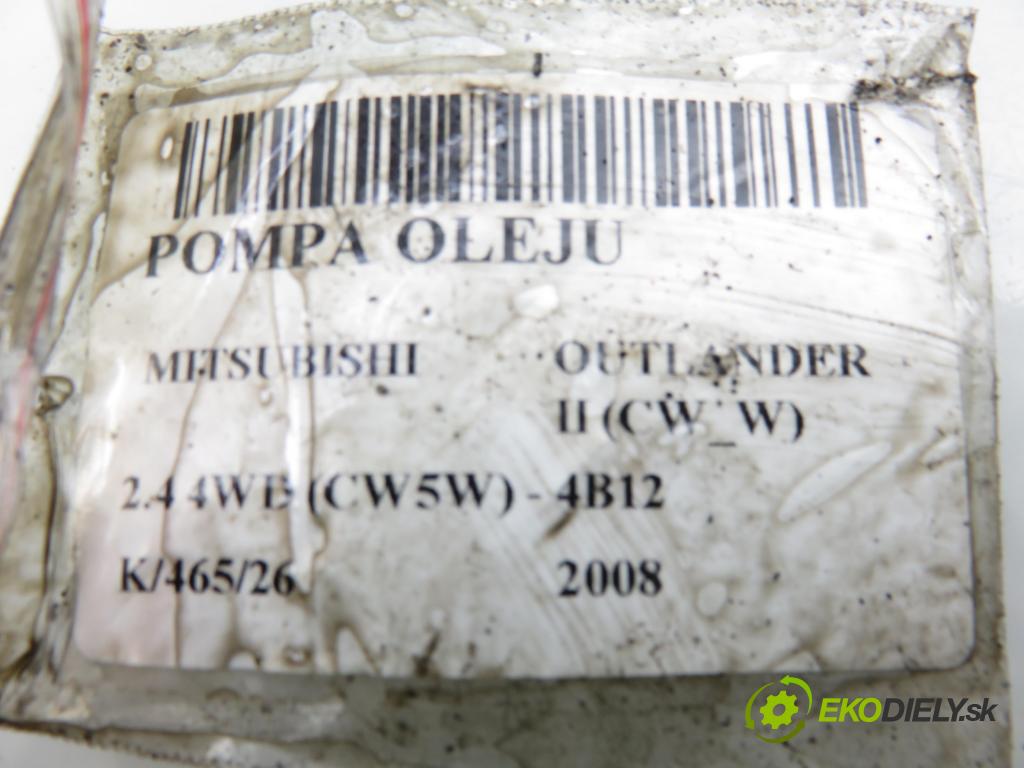 POMPA OLEJU
MITSUBISHI OUTLANDER
II (CW_W)
2.4 4WD (CW5W) - 4B12
K/465/26 2008
EKODIELY.sk